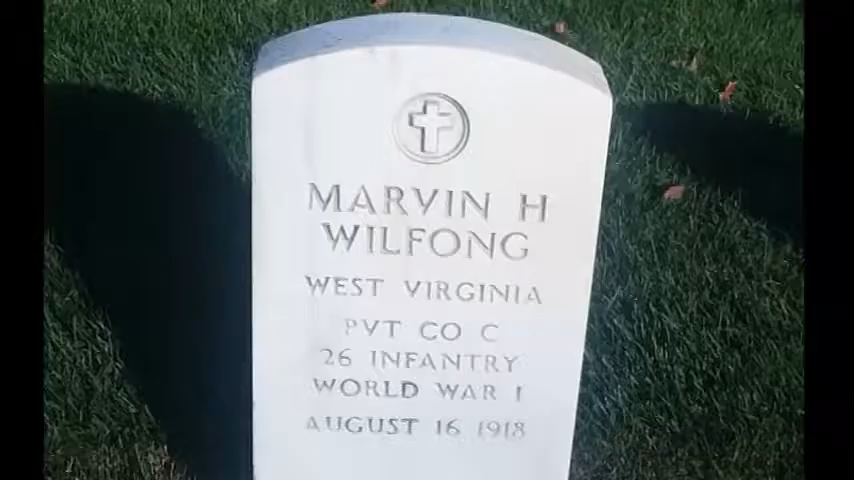 MARVIN H
WILFONG
WEST VIRGINIA
PVT CO C
26 INFANTRY
WORLD WAR I
AUGUST 16 1918